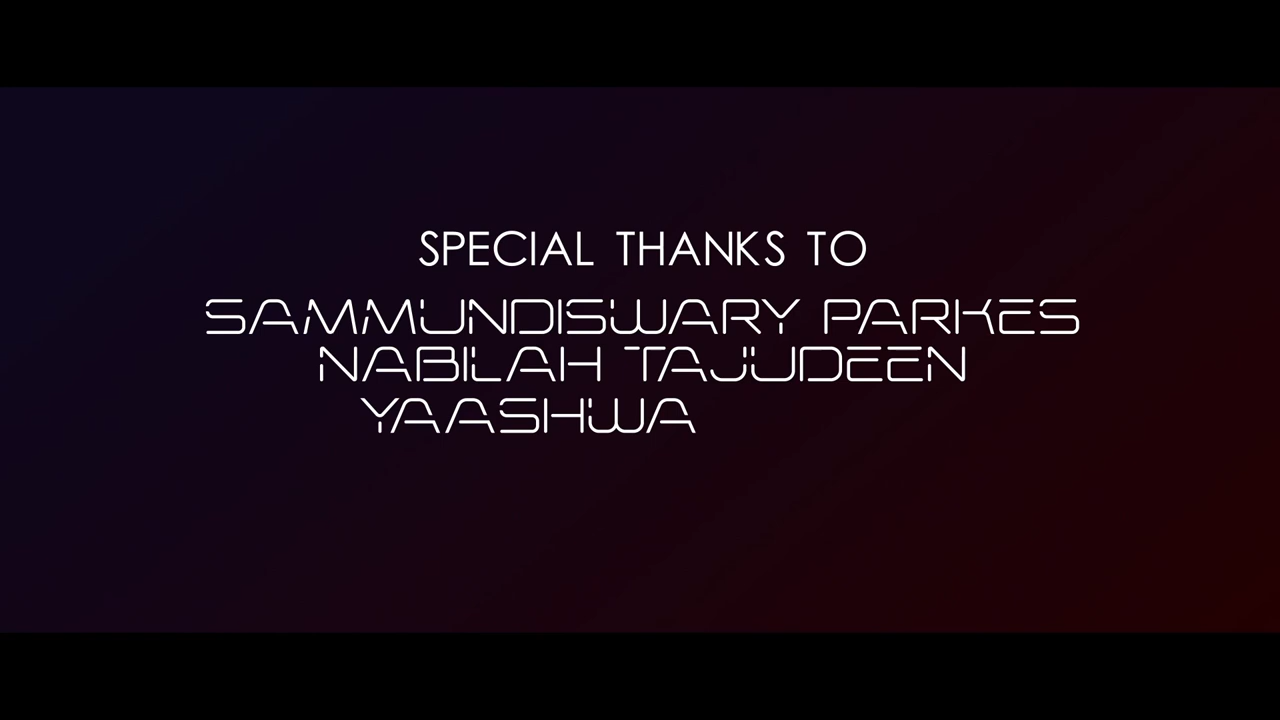 SPECIAL THANKS TO
SAMMUNDISWARY PARKES
NABILAH TAJUDEEN
YAASHWA